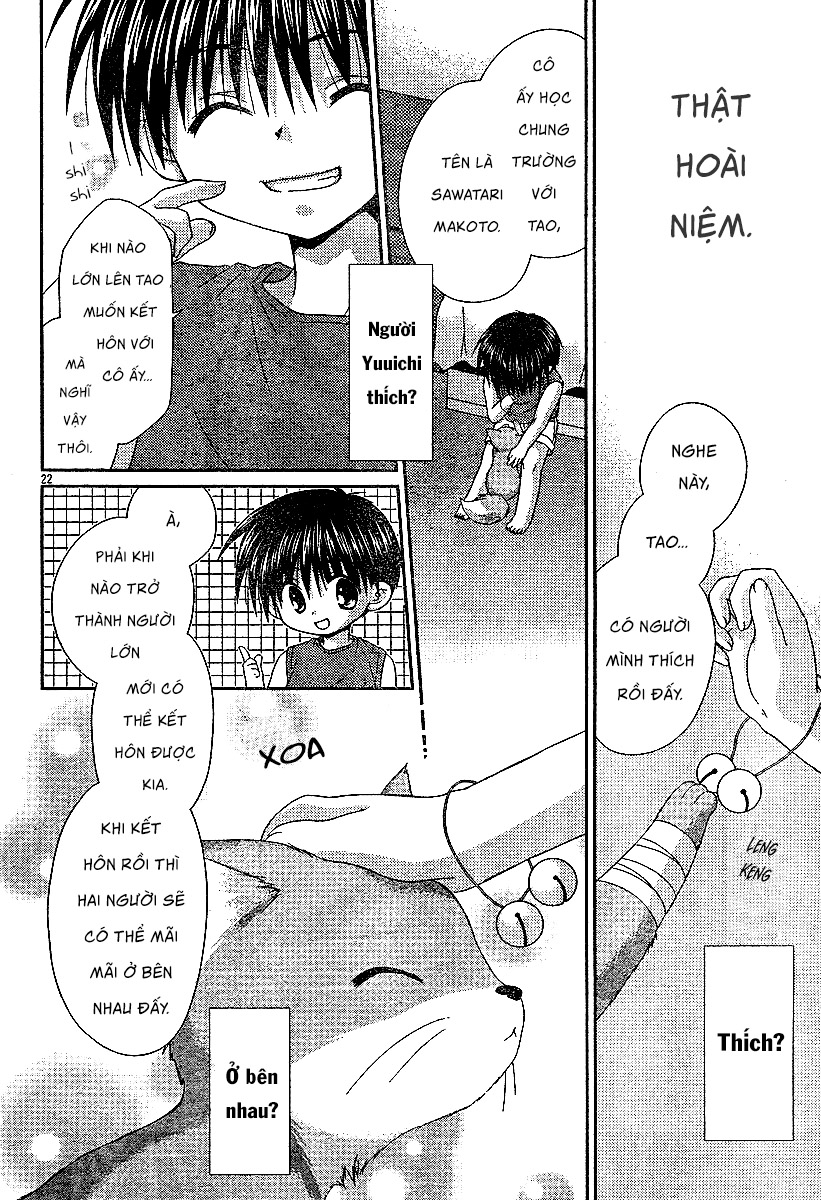 THẬT
HOÀI
NIỆM.
NGHE
NÀY,
TAO...
CÓ NGƯỜI
MÌNH THÍCH
RỒI ĐẤY.
LENG
KENG
Thích?
CÔ
ẤY HỌC
CHUNG
TRƯỜNG
VỚI
TAO,
TÊN LÀ
SAWATARI
MAKOTO.
Người
Yuuichi
thích?
I
shi
shi
KHI NÀO
LỚN LÊN TAO
MUỐN KẾT
HÔN VỚI
CÔ ẤY...
MÀ
NGHĨ
VẬY
THÔI.
22
À,
PHẢI KHI
NÀO TRỞ
THÀNH NGƯỜI
LỚN
MỚI CÓ
THỂ KẾT
HÔN ĐƯỢC
KIA.
KHI KẾT
HÔN RỒI THÌ
HAI NGƯỜI SẼ
CÓ THỂ MÃI
MÃI Ở BÊN
NHAU ĐẤY.
XOA
Ở bên
nhau?